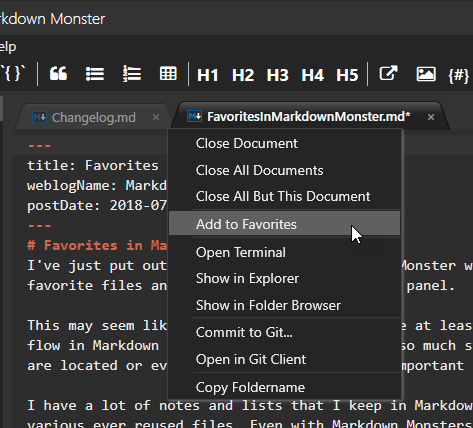 rkdown Monster
elp
`{ }` H1 H2 H3 H4 H5 {#}
Changelog.md × FavoritesInMarkdownMonster.md* ×
---
title: Favorites
weblogName: Markd
postDate: 2018-07
---
# Favorites in Ma
I've just put out Monster w
favorite files an panel.
This may seem lik e at leas
flow in Markdown so much s
are located or ev important
I have a lot of notes and lists that I keep in Markdow
various ever reused files. Even with Markdown Monsters
Close Document
Close All Documents
Close All But This Document
Add to Favorites
Open Terminal
Show in Explorer
Show in Folder Browser
Commit to Git...
Open in Git Client
Copy Foldername